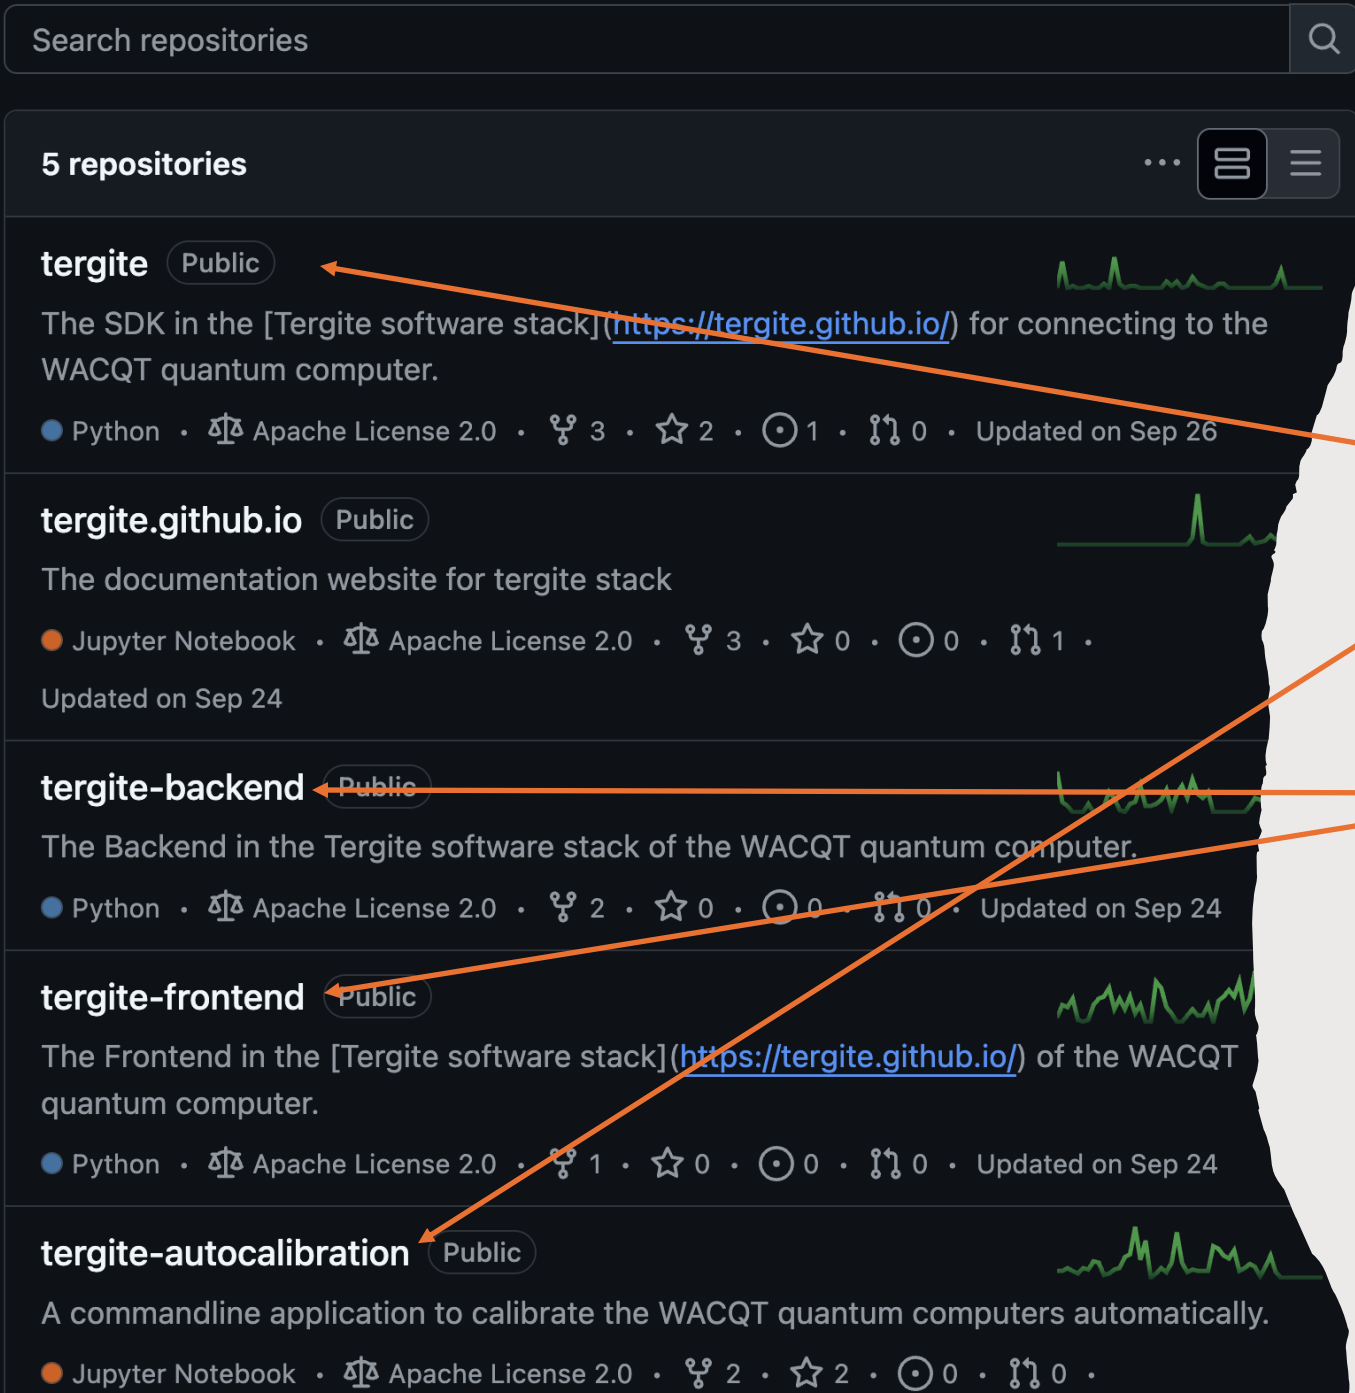 Search repositories
5 repositories
tergite Public
The SDK in the [Tergite software stack](https://tergite.github.io/) for connecting to the
WACQT quantum computer.
Python · Apache License 2.0 · 3 · 2 · 1 · 0 · Updated on Sep 26
tergite.github.io Public
The documentation website for tergite stack
Jupyter Notebook · Apache License 2.0 · 3 · 0 · 0 · 1 ·
Updated on Sep 24
tergite-backend Public
The Backend in the Tergite software stack of the WACQT quantum computer.
Python · Apache License 2.0 · 2 · 0 · 0 · 0 · Updated on Sep 24
tergite-frontend Public
The Frontend in the [Tergite software stack](https://tergite.github.io/) of the WACQT
quantum computer.
Python · Apache License 2.0 · 1 · 0 · 0 · 0 · Updated on Sep 24
tergite-autocalibration Public
A commandline application to calibrate the WACQT quantum computers automatically.
Jupyter Notebook · Apache License 2.0 · 2 · 2 · 0 · 0 ·